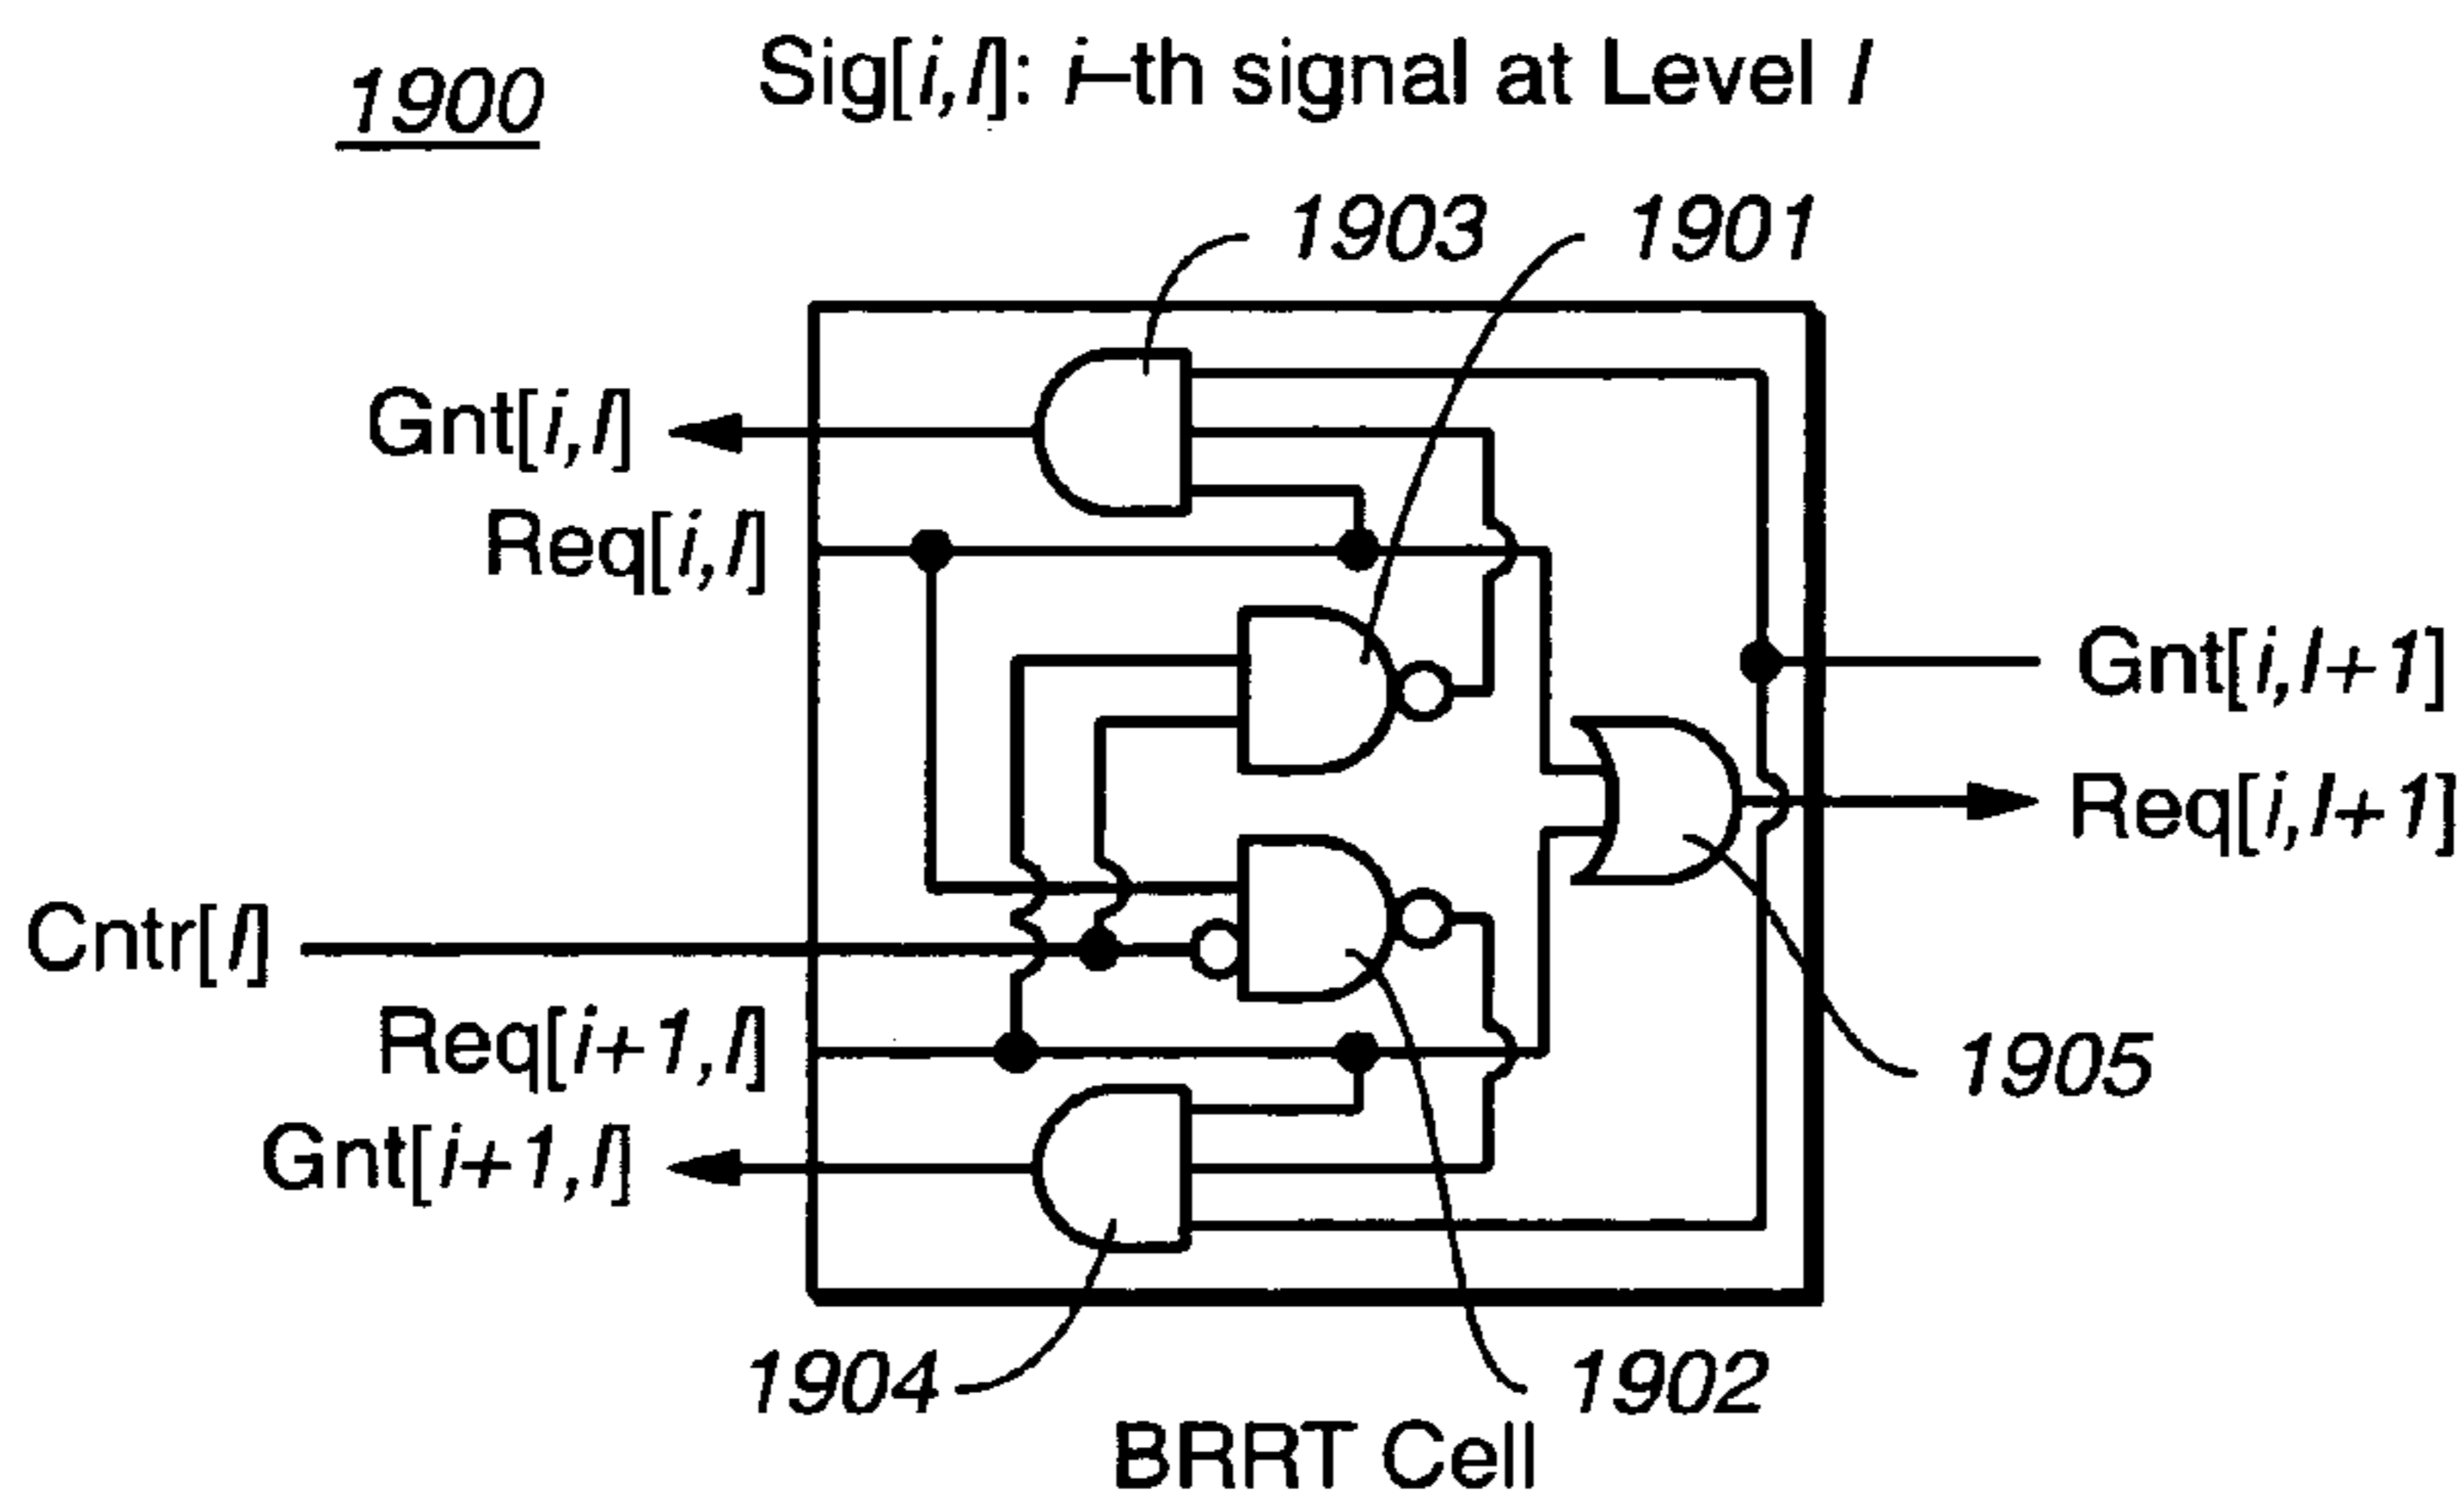 1900
Sig[i,l]: i–th signal at Level l
1903
1901
Gnt[i,l]
Req[i,l]
Gnt[i,l+1]
Req[i,l+1]
Cntr[l]
Req[i+1,l]
Gnt[i+1,l]
1905
1904
1902
BRRT Cell